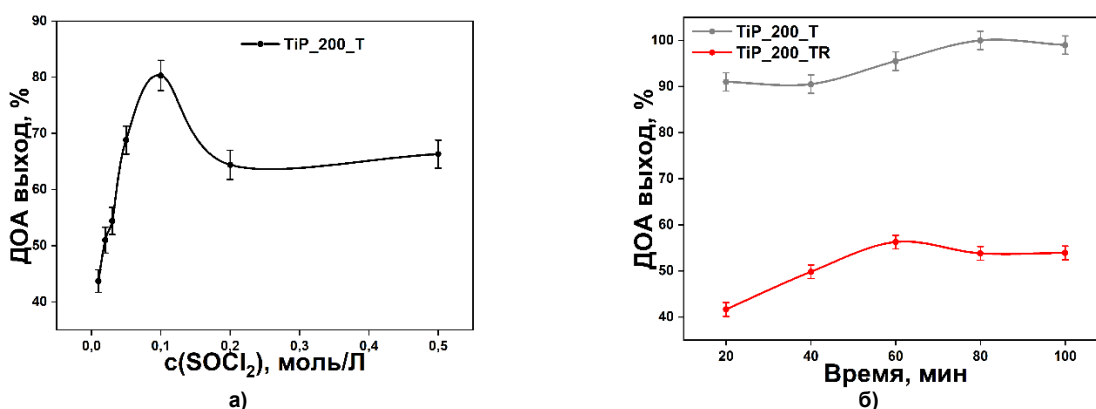 90
80
70
60
50
40
ДОА выход, %
TiP_200_T
0,0 0,1 0,2 0,3 0,4 0,5
c(SOCl₂), моль/Л
а)
100
90
80
70
60
50
40
ДОА выход, %
TiP_200_T
TiP_200_TR
20 40 60 80 100
Время, мин
б)